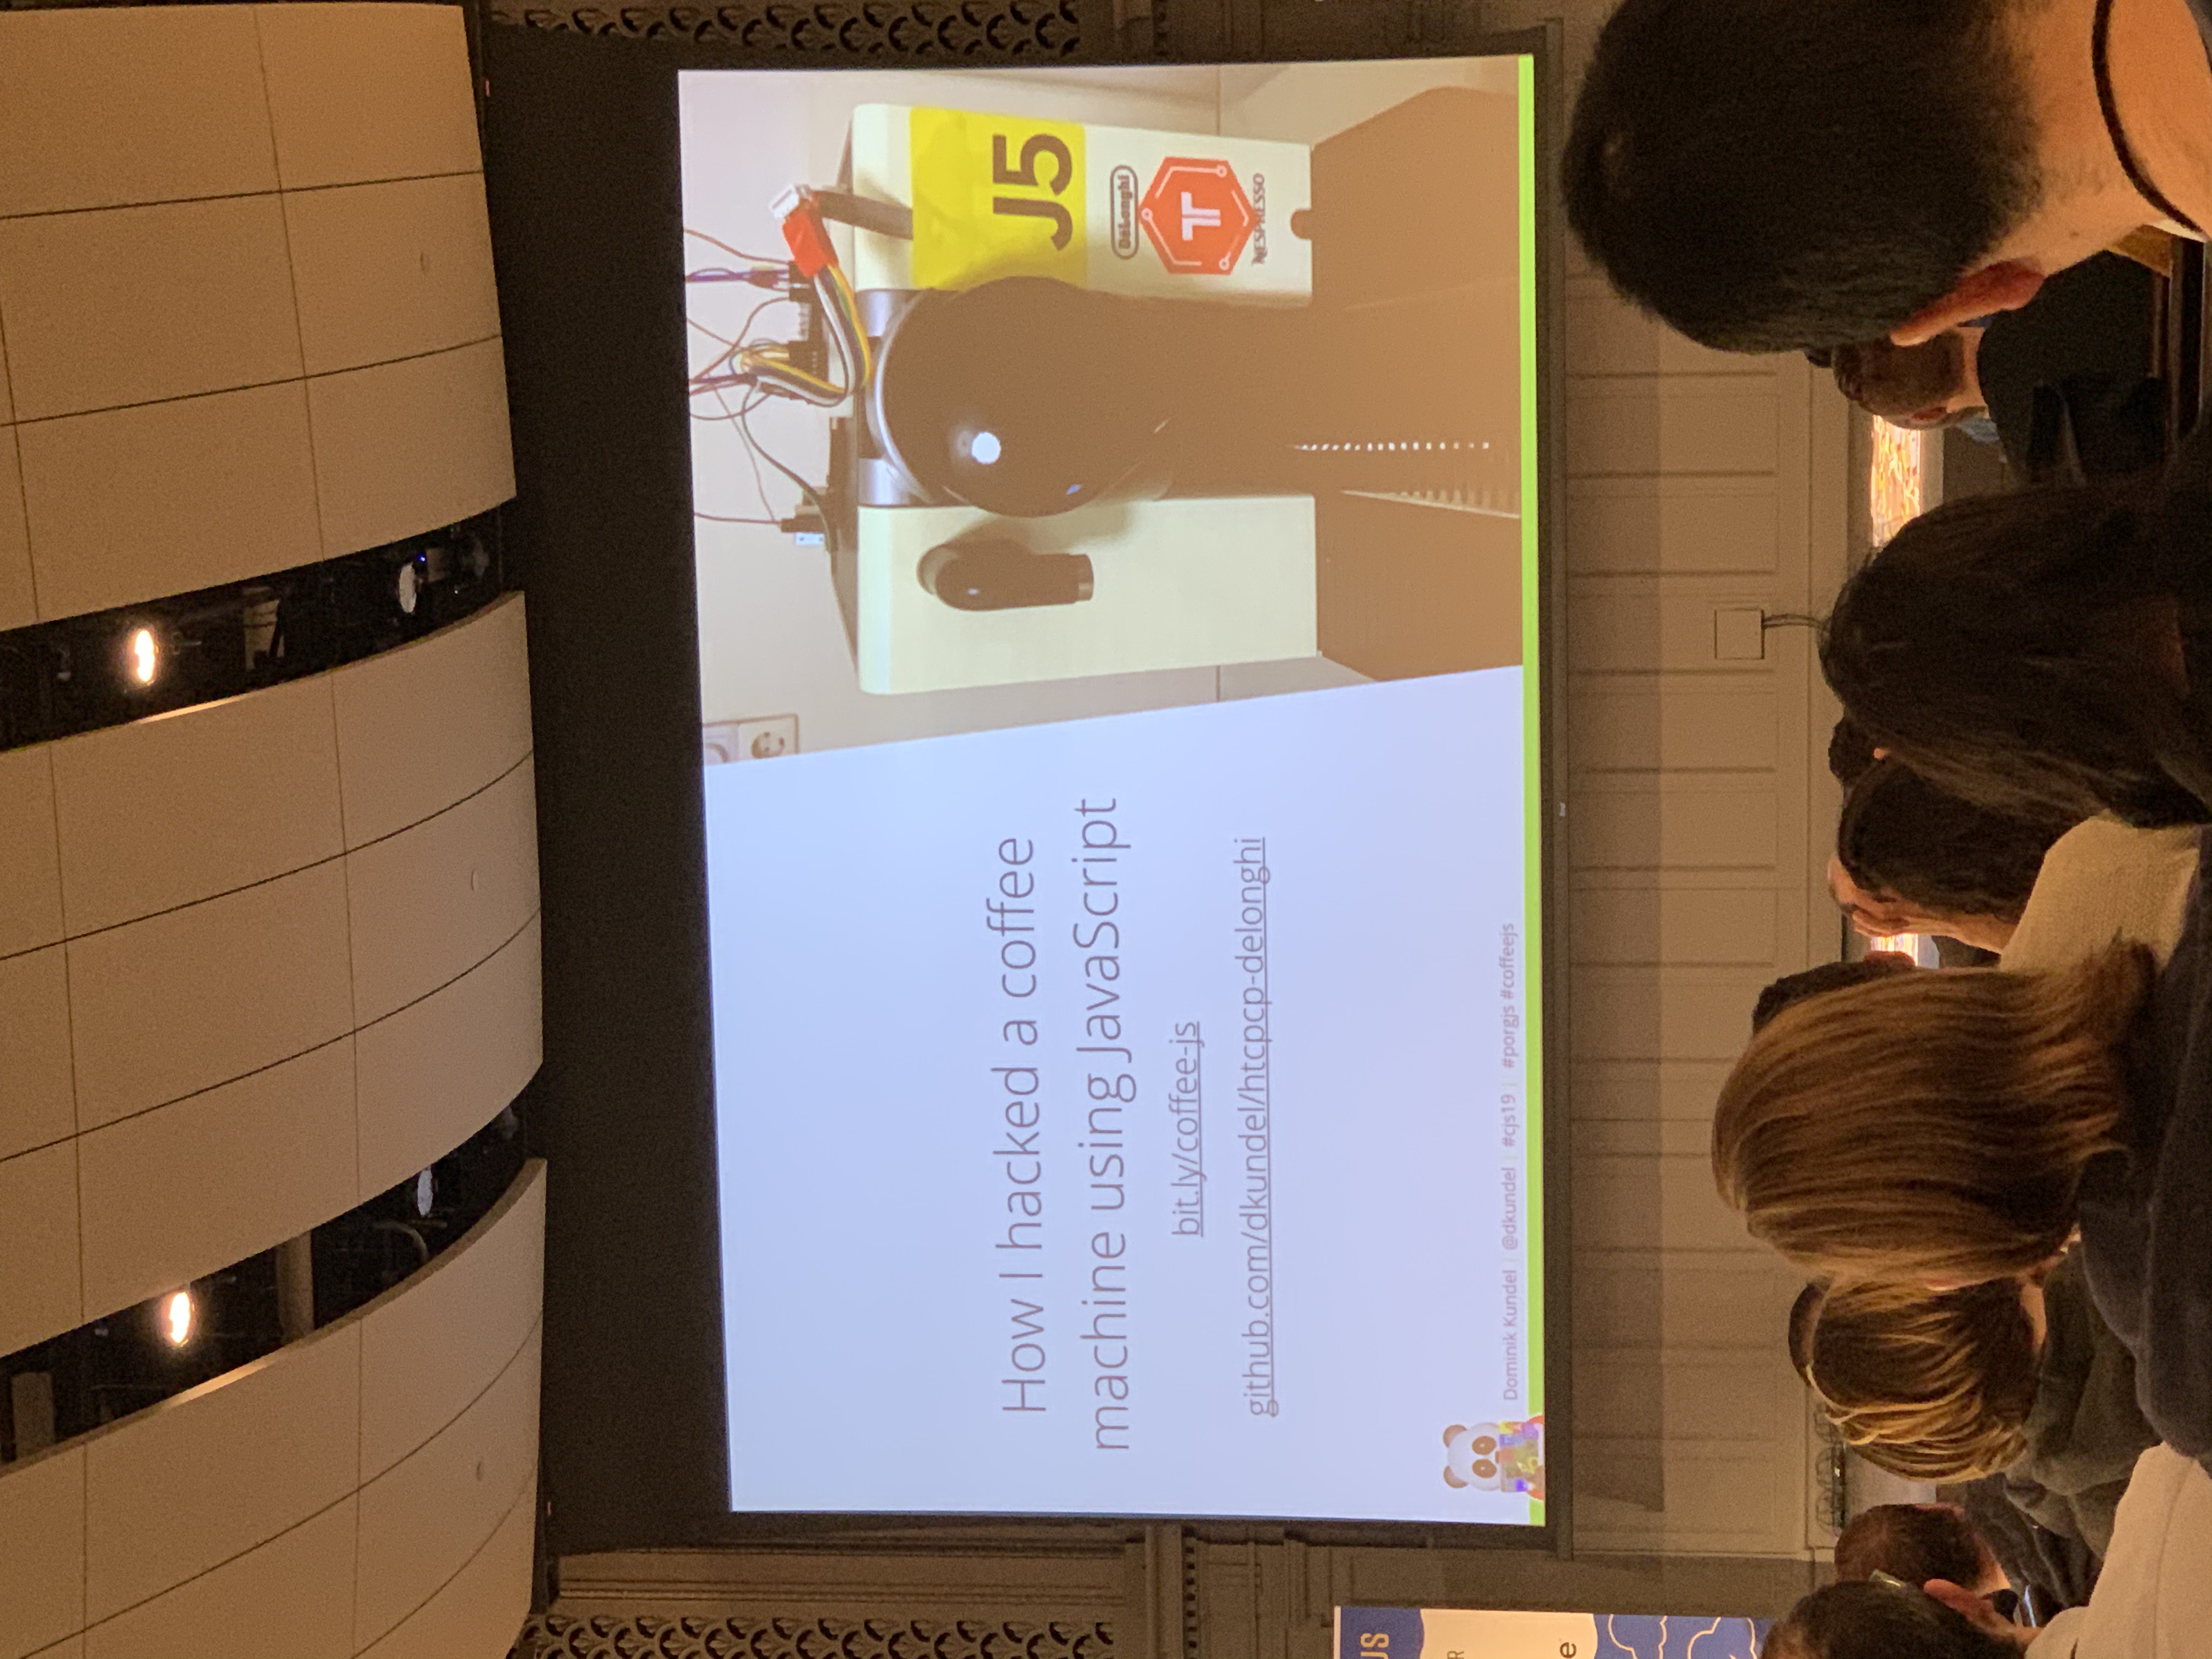 How I hacked a coffee
machine using JavaScript
bit.ly/coffee-js
github.com/dkundel/htcpcp-delonghi
J5
DeLonghi
T
NESPRESSO
Dominik Kundel | @dkundel | #cjs19 | #porgjs #coffeejs
JS
R
e